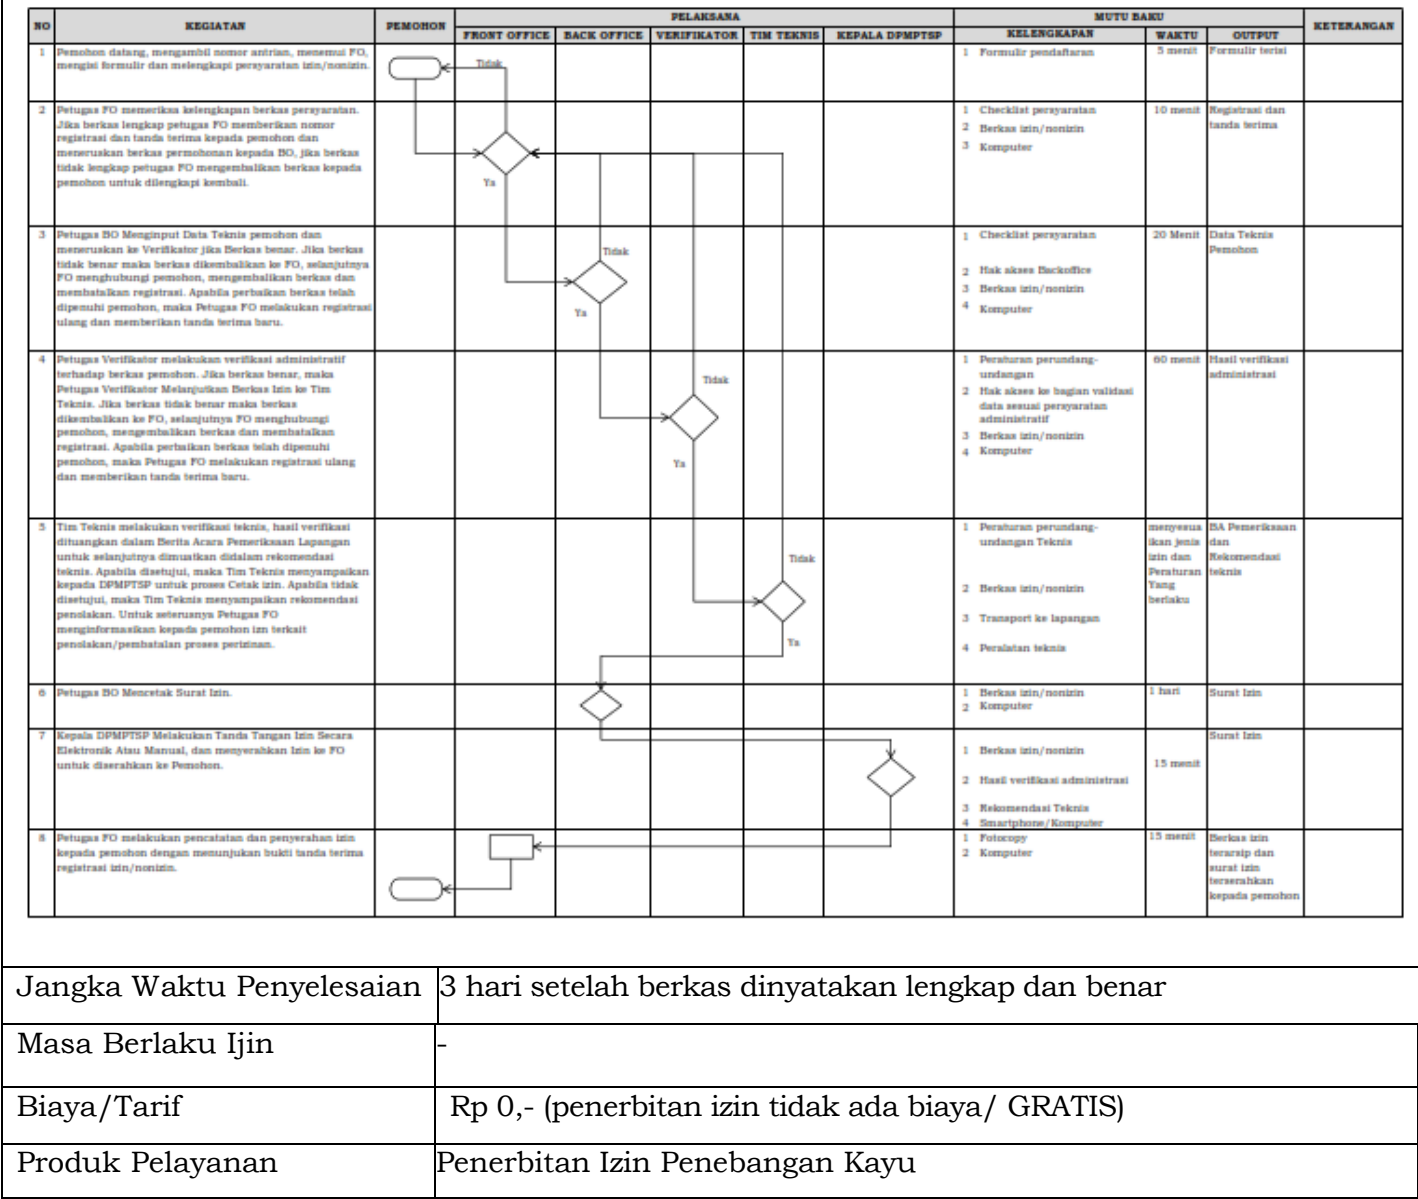 NO KEGIATAN PEMOHON PELAKSANA MUTU BAKU KETERANGAN
FRONT OFFICE BACK OFFICE VERIFIKATOR TIM TEKNIS KEPALA DPMPTSP KELENGKAPAN WAKTU OUTPUT
1 Pemohon datang, mengambil nomor antrian, menemui FO,
mengisi formulir dan melengkapi persyaratan izin/nonizin.
Tidak
1 Formulir pendaftaran
5 menit
Formulir terisi
2 Petugas FO memeriksa kelengkapan berkas persyaratan.
Jika berkas lengkap petugas FO memberikan nomor
registrasi dan tanda terima kepada pemohon dan
meneruskan berkas permohonan kepada BO, jika berkas
tidak lengkap petugas FO mengembalikan berkas kepada
pemohon untuk dilengkapi kembali.
Ya
1 Checklist persyaratan
2 Berkas izin/nonizin
3 Komputer
10 menit
Registrasi dan
tanda terima
3 Petugas BO Menginput Data Teknis pemohon dan
meneruskan ke Verifikator jika Berkas benar. Jika berkas
tidak benar maka berkas dikembalikan ke FO, selanjutnya
FO menghubungi pemohon, mengembalikan berkas dan
membatalkan registrasi. Apabila perbaikan berkas telah
dipenuhi pemohon, maka Petugas FO melakukan registrasi
ulang dan memberikan tanda terima baru.
Tidak
Ya
1 Checklist persyaratan
2 Hak akses Backoffice
3 Berkas izin/nonizin
4 Komputer
20 Menit
Data Teknis
Pemohon
4 Petugas Verifikator melakukan verifikasi administratif
terhadap berkas pemohon. Jika berkas benar, maka
Petugas Verifikator Melanjutkan Berkas Izin ke Tim
Teknis. Jika berkas tidak benar maka berkas
dikembalikan ke FO, selanjutnya FO menghubungi
pemohon, mengembalikan berkas dan membatalkan
registrasi. Apabila perbaikan berkas telah dipenuhi
pemohon, maka Petugas FO melakukan registrasi ulang
dan memberikan tanda terima baru.
Tidak
Ya
1 Peraturan perundang-
undangan
2 Hak akses ke bagian validasi
data sesuai persyaratan
administratif
3 Berkas izin/nonizin
4 Komputer
60 menit
Hasil verifikasi
administrasi
5 Tim Teknis melakukan verifikasi teknis, hasil verifikasi
dituangkan dalam Berita Acara Pemeriksaan Lapangan
untuk selanjutnya dimuatkan didalam rekomendasi
teknis. Apabila disetujui, maka Tim Teknis menyampaikan
kepada DPMPTSP untuk proses Cetak izin. Apabila tidak
disetujui, maka Tim Teknis menyampaikan rekomendasi
penolakan. Untuk seterusnya Petugas FO
menginformasikan kepada pemohon izn terkait
penolakan/pembatalan proses perizinan.
Tidak
Ya
1 Peraturan perundang-
undangan Teknis
2 Berkas izin/nonizin
3 Transport ke lapangan
4 Peralatan teknis
menyesua
ikan jenis
izin dan
Peraturan
Yang
berlaku
BA Pemeriksaan
dan
Rekomendasi
teknis
6 Petugas BO Mencetak Surat Izin.
1 Berkas izin/nonizin
2 Komputer
1 hari
Surat Izin
7 Kepala DPMPTSP Melakukan Tanda Tangan Izin Secara
Elektronik Atau Manual, dan menyerahkan Izin ke FO
untuk diserahkan ke Pemohon.
1 Berkas izin/nonizin
2 Hasil verifikasi administrasi
3 Rekomendasi Teknis
4 Smartphone/Komputer
15 menit
Surat Izin
8 Petugas FO melakukan pencatatan dan penyerahan izin
kepada pemohon dengan menunjukan bukti tanda terima
registrasi izin/nonizin.
1 Fotocopy
2 Komputer
15 menit
Berkas izin
terarsip dan
surat izin
terserahkan
kepada pemohon
Jangka Waktu Penyelesaian 3 hari setelah berkas dinyatakan lengkap dan benar
Masa Berlaku Ijin -
Biaya/Tarif Rp 0,- (penerbitan izin tidak ada biaya/ GRATIS)
Produk Pelayanan Penerbitan Izin Penebangan Kayu